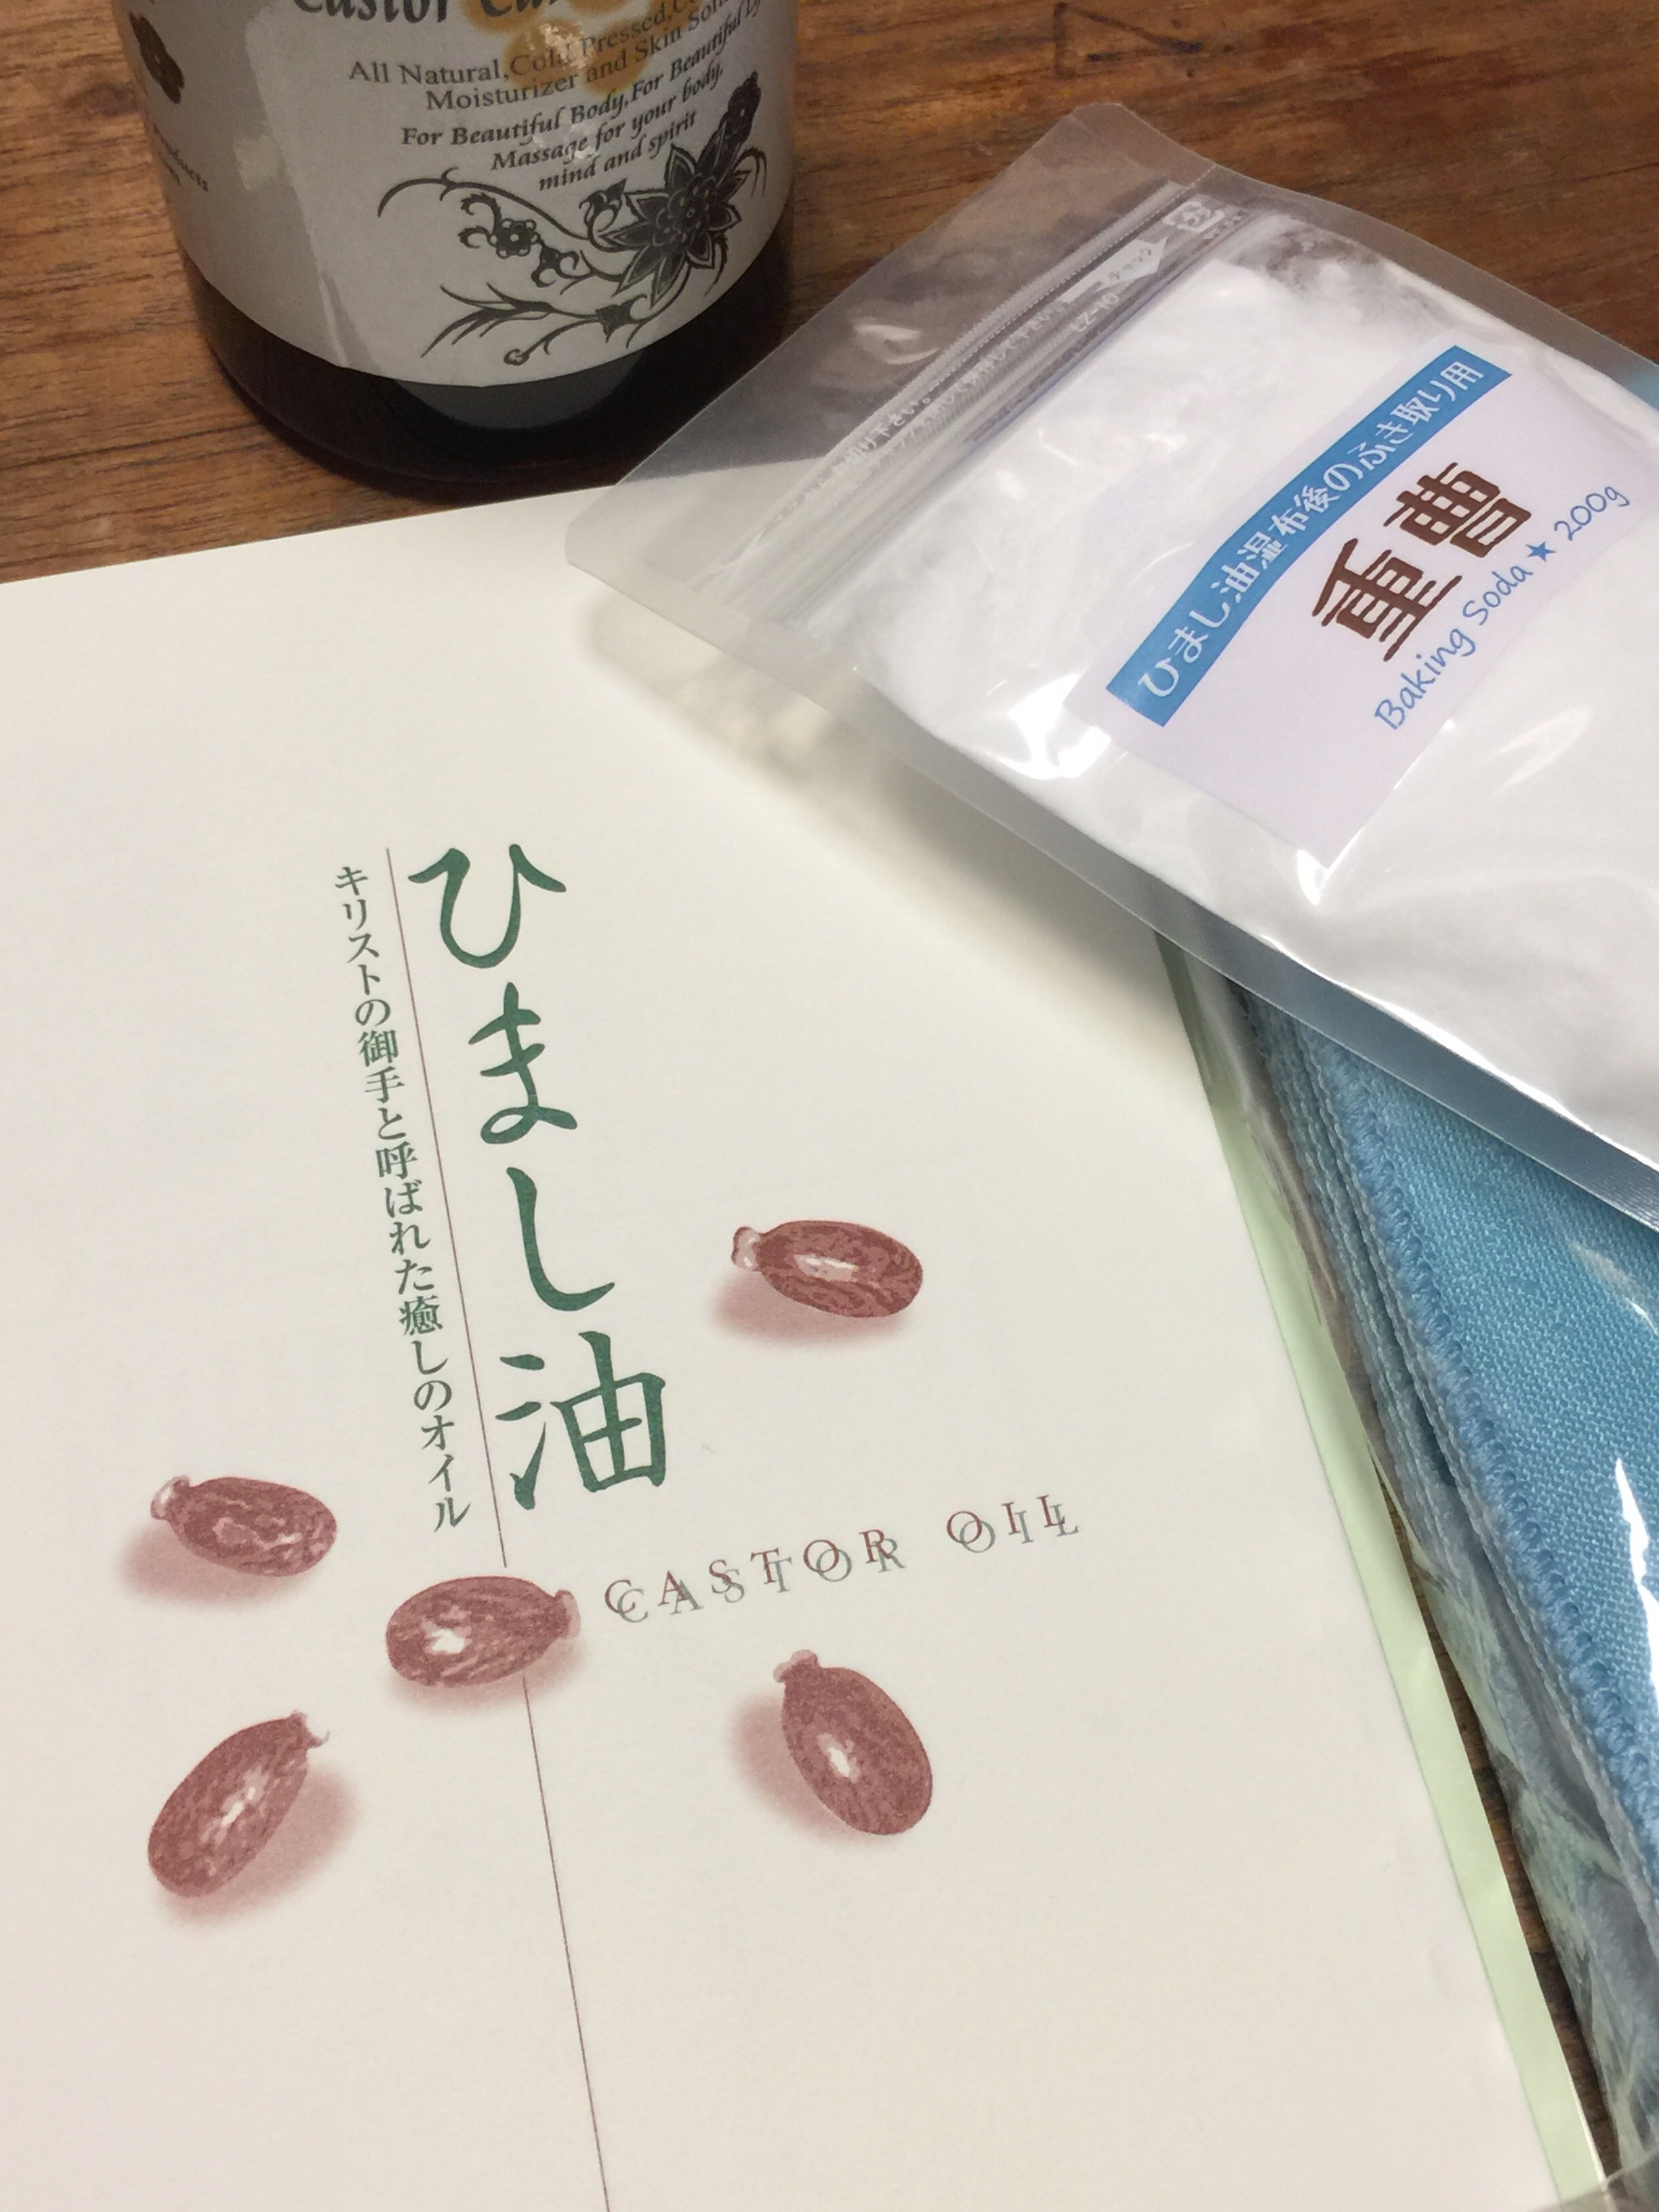 Castor
All Natural, Cold Pressed,
Moisturizer and Skin
For Beautiful Body, For Beautiful
Massage for your body,
mind and spirit
ひまし油湿布後のふき取り用
重曹
Baking Soda ★ 200g
ひまし油
キリストの御手と呼ばれた癒しのオイル
CASTOR OIL